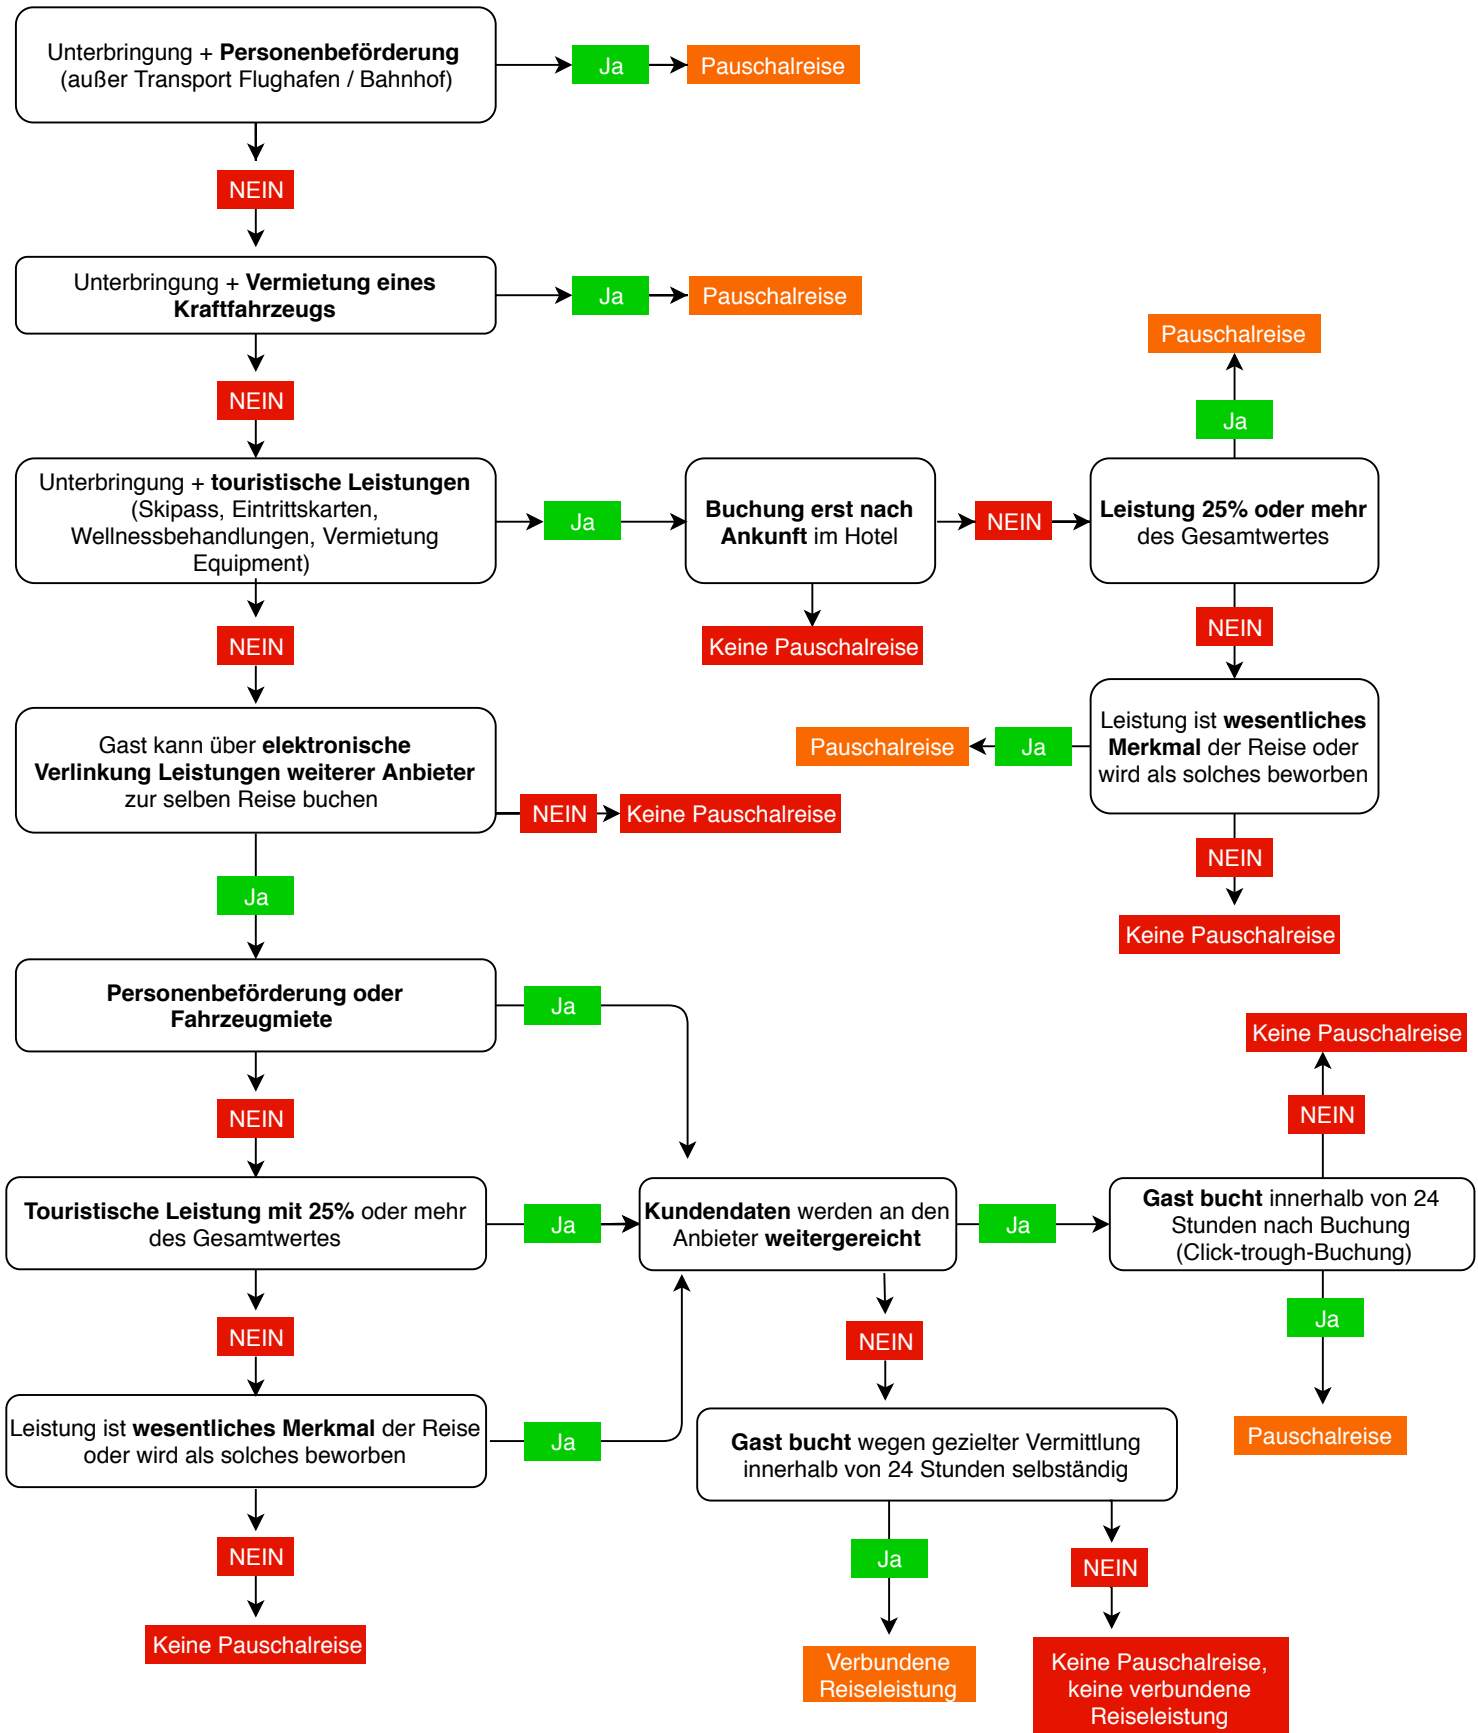 Unterbringung + Personenbeförderung
(außer Transport Flughafen / Bahnhof)
Ja
Pauschalreise
NEIN
Unterbringung + Vermietung eines
Kraftfahrzeugs
Ja
Pauschalreise
NEIN
Unterbringung + touristische Leistungen
(Skipass, Eintrittskarten,
Wellnessbehandlungen, Vermietung
Equipment)
Ja
Buchung erst nach
Ankunft im Hotel
Keine Pauschalreise
NEIN
Leistung 25% oder mehr
des Gesamtwertes
Ja
Pauschalreise
NEIN
Leistung ist wesentliches
Merkmal der Reise oder
wird als solches beworben
Ja
Pauschalreise
NEIN
Keine Pauschalreise
NEIN
Gast kann über elektronische
Verlinkung Leistungen weiterer Anbieter
zur selben Reise buchen
NEIN
Keine Pauschalreise
Ja
Personenbeförderung oder
Fahrzeugmiete
Ja
NEIN
Touristische Leistung mit 25% oder mehr
des Gesamtwertes
Ja
NEIN
Leistung ist wesentliches Merkmal der Reise
oder wird als solches beworben
Ja
NEIN
Keine Pauschalreise
Kundendaten werden an den
Anbieter weitergereicht
Ja
Gast bucht innerhalb von 24
Stunden nach Buchung
(Click-trough-Buchung)
NEIN
Keine Pauschalreise
Ja
Pauschalreise
NEIN
Gast bucht wegen gezielter Vermittlung
innerhalb von 24 Stunden selbständig
Ja
Verbundene
Reiseleistung
NEIN
Keine Pauschalreise,
keine verbundene
Reiseleistung